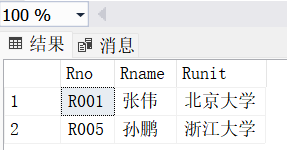 100 %
结果 消息
Rno Rname Runit
1 R001 张伟 北京大学
2 R005 孙鹏 浙江大学